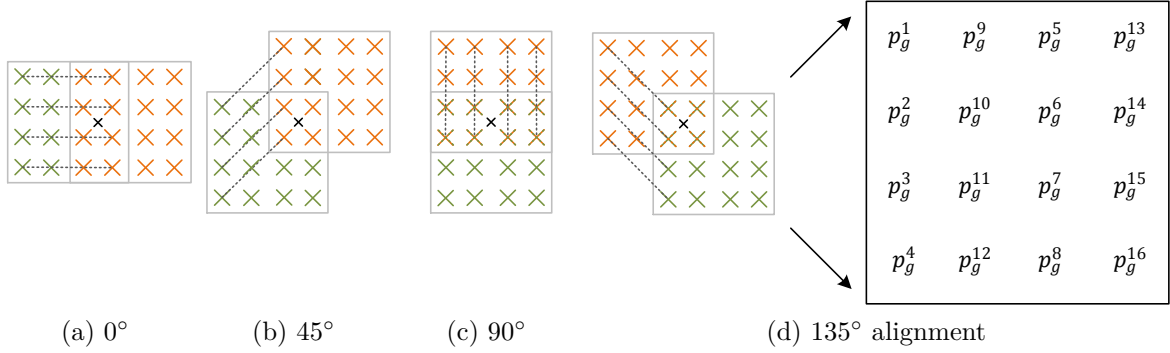 p_g^1 p_g^9 p_g^5 p_g^13
p_g^2 p_g^10 p_g^6 p_g^14
p_g^3 p_g^11 p_g^7 p_g^15
p_g^4 p_g^12 p_g^8 p_g^16
(a) 0° (b) 45° (c) 90° (d) 135° alignment